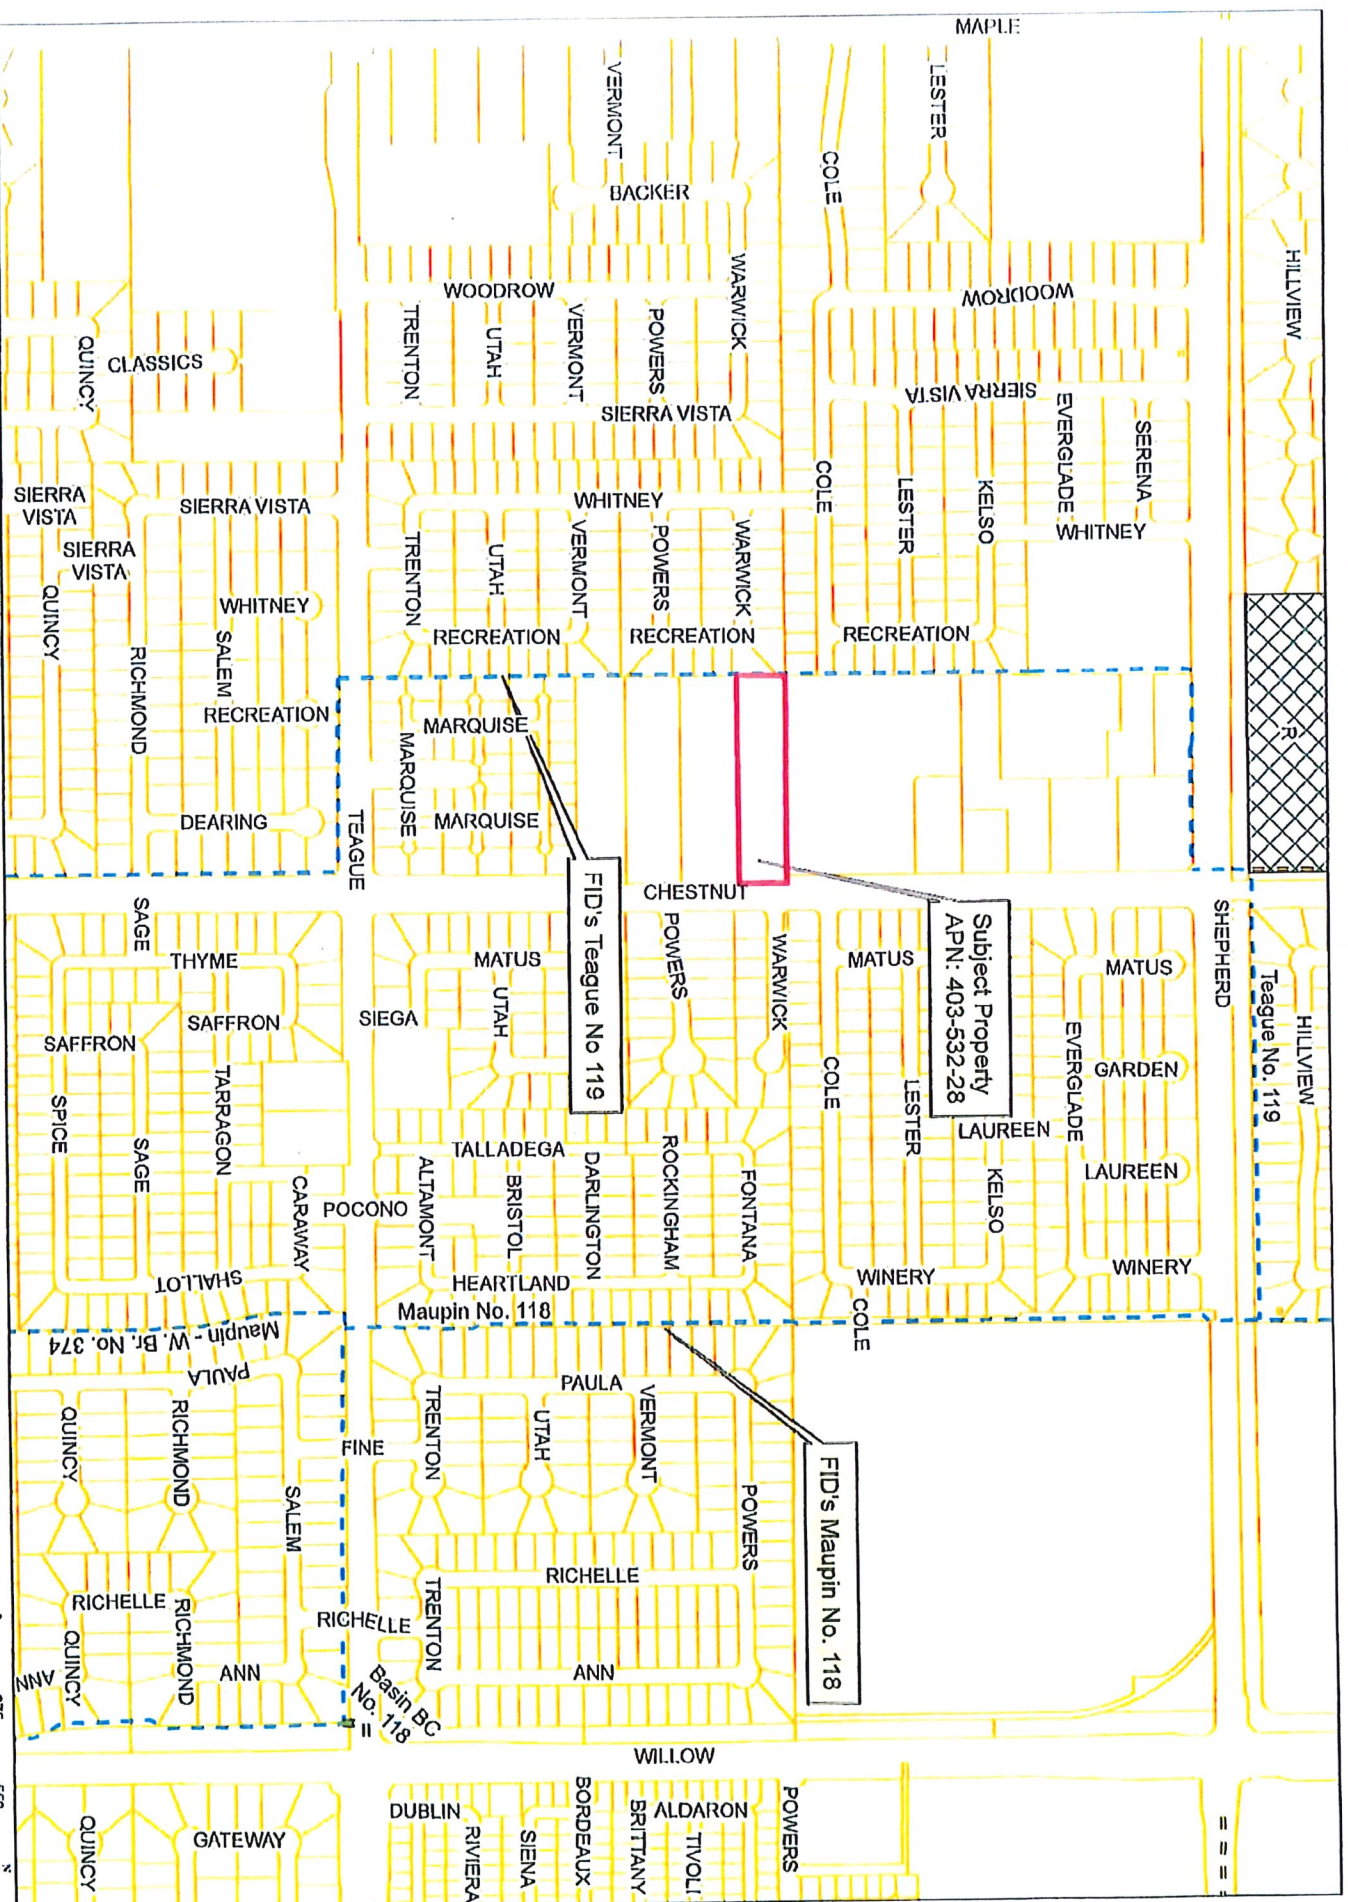 MAPLE
VERMONT
LESTER
COLE
BACKER
HILLVIEW
WARWICK
WOODROW
WOODROW
TRENTON
UTAH
VERMONT
POWERS
QUINCY
CLASSICS
SIERRA VISTA
SIERRA VISTA
EVERGLADE
SERENA
COLE
LESTER
KELSO
WHITNEY
SIERRA
VISTA
SIERRA VISTA
WHITNEY
SIERRA
VISTA
TRENTON
UTAH
VERMONT
POWERS
WARWICK
QUINCY
WHITNEY
SALEM
RICHMOND
RECREATION
RECREATION
RECREATION
RECREATION
MARQUISE
MARQUISE
MARQUISE
R
DEARING
TEAGUE
CHESTNUT
FID's Teague No 119
Subject Property
APN: 403-532-28
SHEPHERD
Teague No. 119
HILLVIEW
SAGE
THYME
MATUS
POWERS
WARWICK
MATUS
MATUS
SAFFRON
SAFFRON
SIEGA
UTAH
COLE
LESTER
EVERGLADE
GARDEN
SPICE
SAGE
TARRAGON
CARAWAY
LAUREEN
LAUREEN
KELSO
TALLADEGA
POCONO
ALTAMONT
BRISTOL
DARLINGTON
ROCKINGHAM
FONTANA
SHALLOT
HEARTLAND
WINERY
WINERY
Maupin No. 118
COLE
Maupin - W. Br. No. 374
PAULA
PAULA
TRENTON
UTAH
VERMONT
QUINCY
RICHMOND
FINE
SALEM
POWERS
FID's Maupin No. 118
RICHELLE
RICHELLE
RICHELLE
TRENTON
QUINCY
RICHMOND
ANN
ANN
ANN
Basin BC
No. 118
WILLOW
QUINCY
GATEWAY
DUBLIN
RIVIERA
SIENA
BORDEAUX
BRITTANY
ALDARON
TIVOLI
POWERS